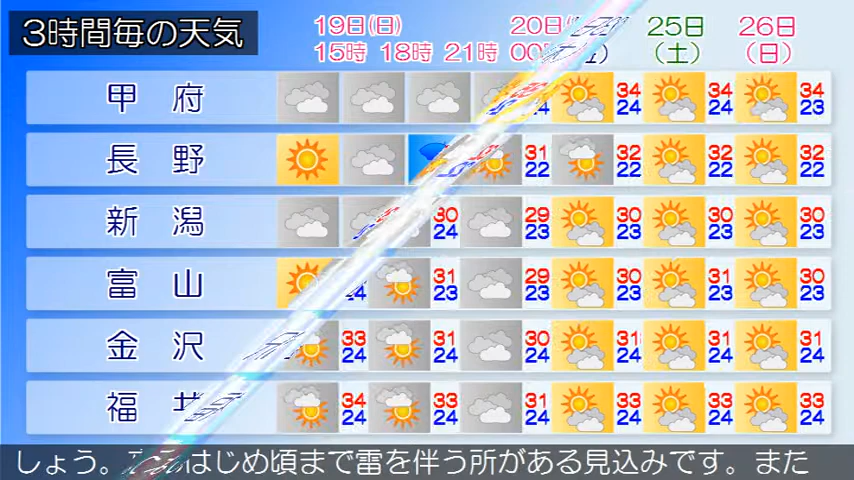 3時間毎の天気
19日(日) 20日 25日 26日
15時 18時 21時 00 (土) (日)
甲府 24 34 24 34 24 34 23
長野 31 22 32 22 32 22 32 22
新潟 30 24 29 23 30 23 30 23 30 23
富山 24 31 23 29 23 30 23 31 23 30 23
金沢 33 24 31 24 30 24 31 24 31 24 31 24
福井 34 24 33 24 31 24 33 24 33 24 33 24
しょう。 はじめ頃まで雷を伴う所がある見込みです。また